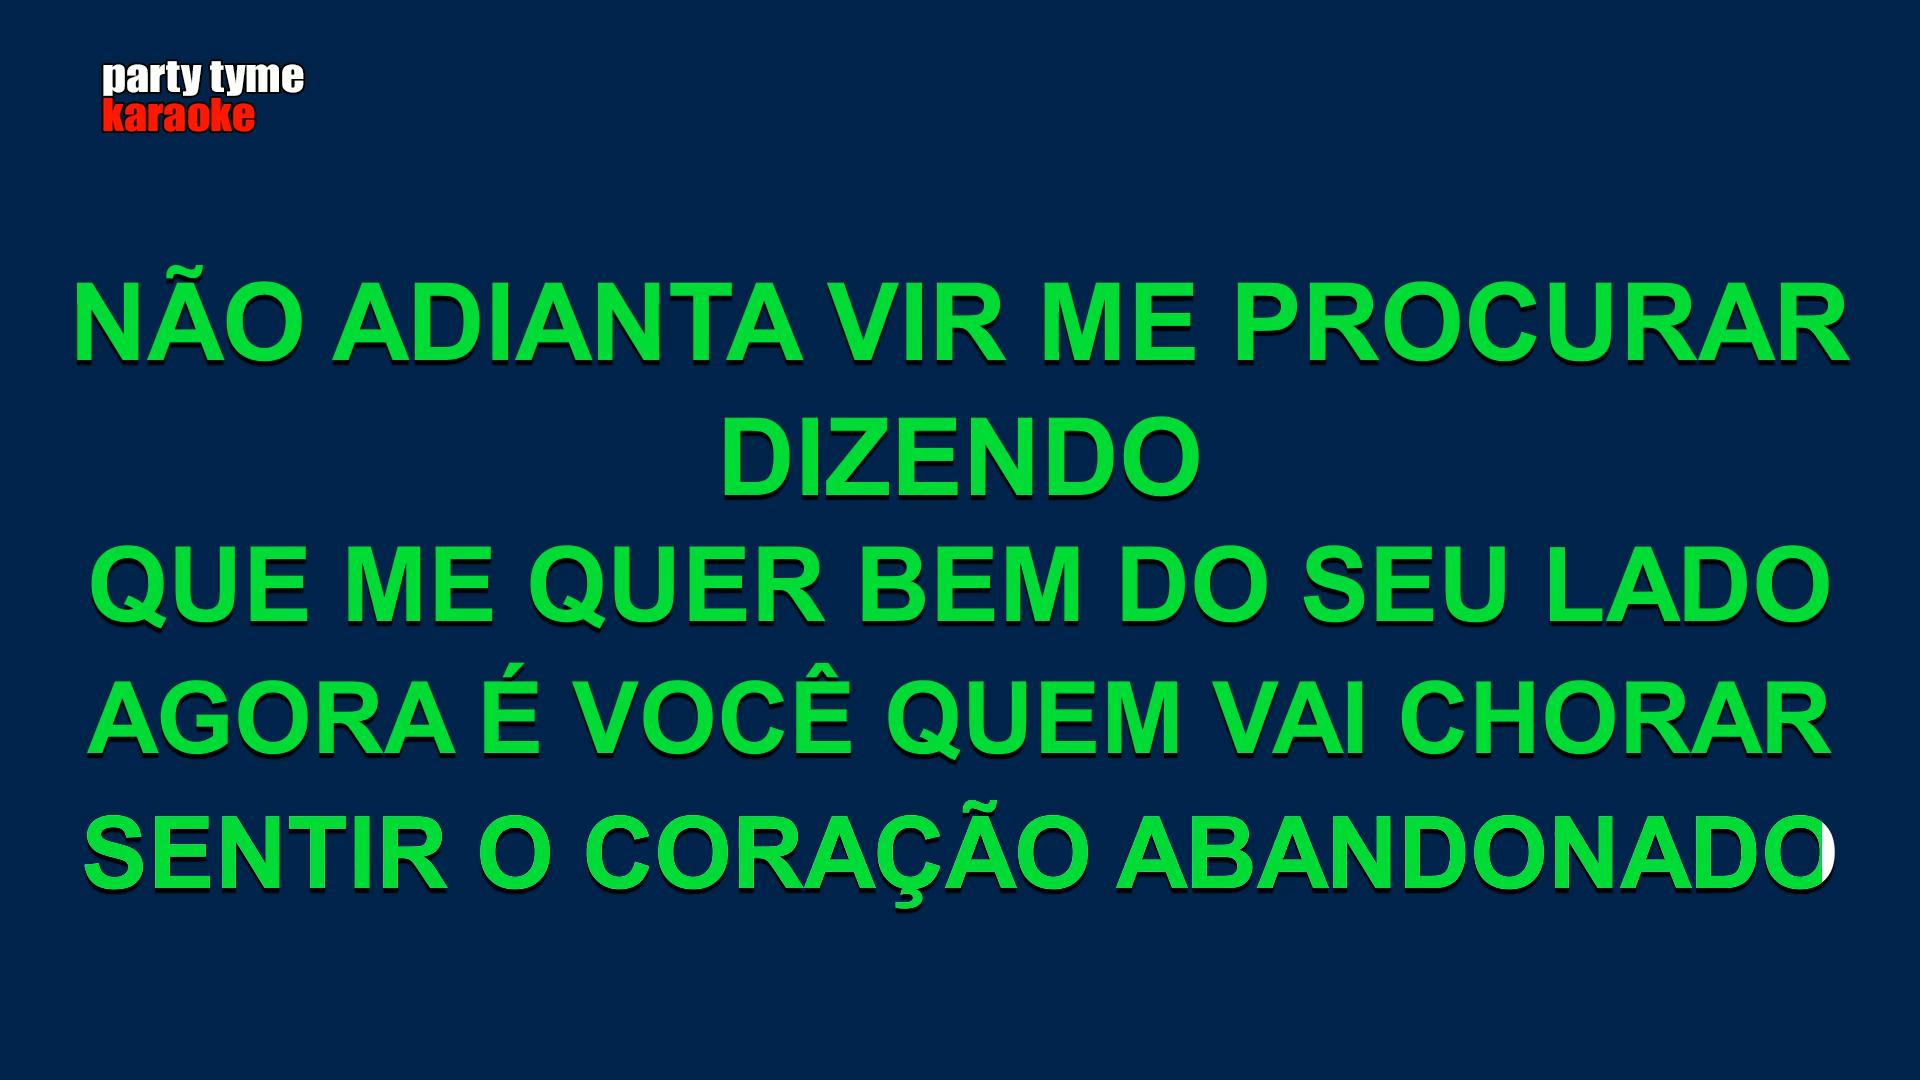 party tyme
karaoke
NÃO ADIANTA VIR ME PROCURAR
DIZENDO
QUE ME QUER BEM DO SEU LADO
AGORA É VOCÊ QUEM VAI CHORAR
SENTIR O CORAÇÃO ABANDONADO